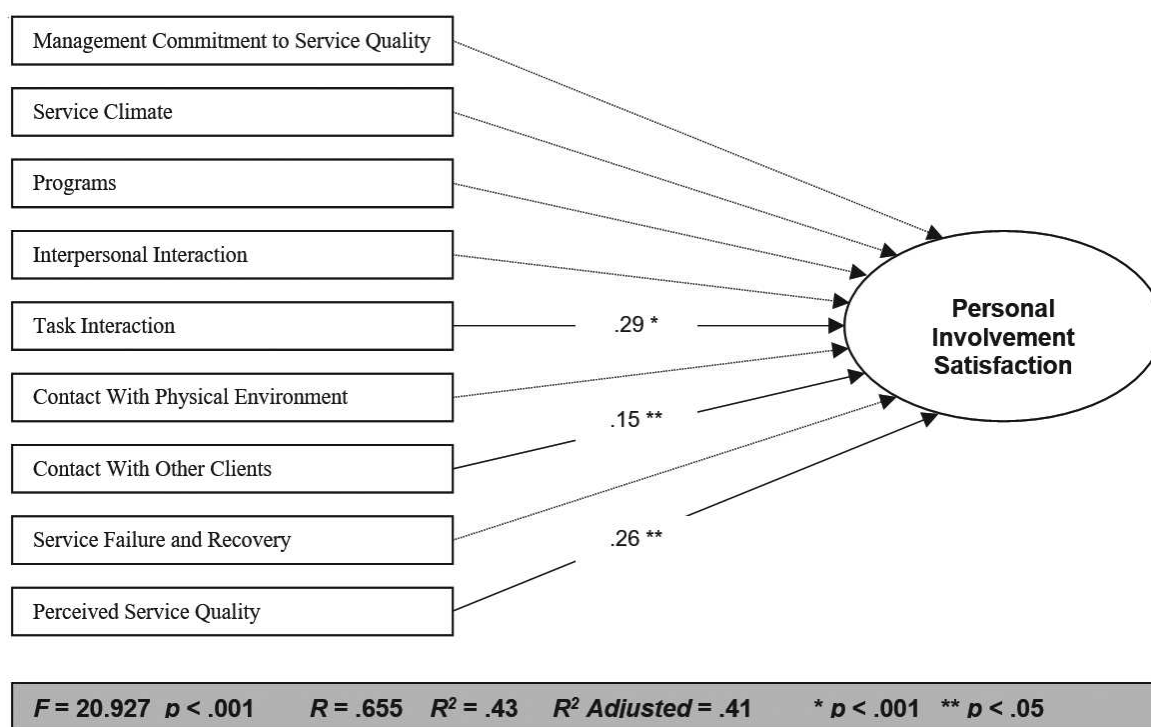 Management Commitment to Service Quality
Service Climate
Programs
Interpersonal Interaction
Task Interaction
.29 *
Contact With Physical Environment
.15 **
Contact With Other Clients
Service Failure and Recovery
.26 **
Perceived Service Quality
Personal
Involvement
Satisfaction
F = 20.927 p < .001 R = .655 R² = .43 R² Adjusted = .41 * p < .001 ** p < .05